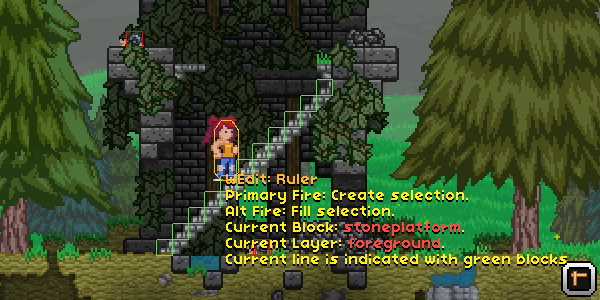 WEdit: Ruler
Primary Fire: Create selection.
Alt Fire: Fill selection.
Current Block: stoneplatform.
Current Layer: foreground.
Current line is indicated with green blocks